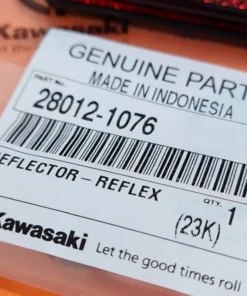 Kawasaki
GENUINE PART
MADE IN INDONESIA
PART No.
28012-1076
EFLECTOR-REFLEX
QTY. 1
(23K)
Kawasaki Let the good times roll